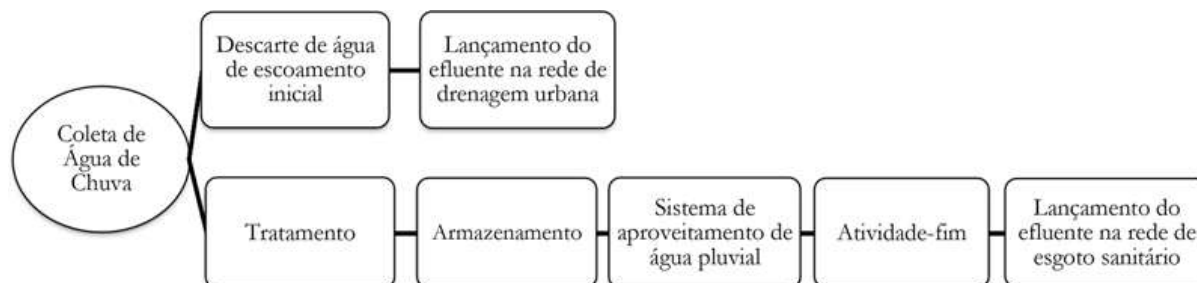 Coleta de
Água de
Chuva
Descarte de água
de escoamento
inicial
Lançamento do
efluente na rede de
drenagem urbana
Tratamento
Armazenamento
Sistema de
aproveitamento de
água pluvial
Atividade-fim
Lançamento do
efluente na rede de
esgoto sanitário